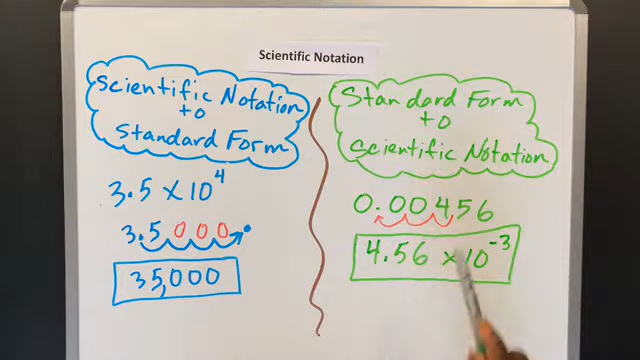 Scientific Notation
Scientific Notation
to
Standard Form
3.5 × 10⁴
3.5000.
35,000
Standard Form
to
Scientific Notation
0.00456
4.56 × 10⁻³